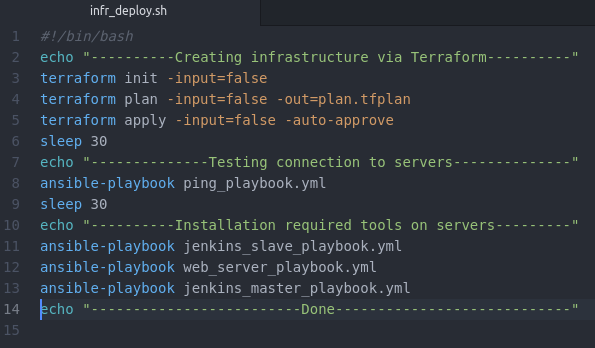 infr_deploy.sh
1 #!/bin/bash
2 echo "----------Creating infrastructure via Terraform----------"
3 terraform init -input=false
4 terraform plan -input=false -out=plan.tfplan
5 terraform apply -input=false -auto-approve
6 sleep 30
7 echo "--------------Testing connection to servers--------------"
8 ansible-playbook ping_playbook.yml
9 sleep 30
10 echo "----------Installation required tools on servers---------"
11 ansible-playbook jenkins_slave_playbook.yml
12 ansible-playbook web_server_playbook.yml
13 ansible-playbook jenkins_master_playbook.yml
14 echo "-------------------------Done----------------------------"
15